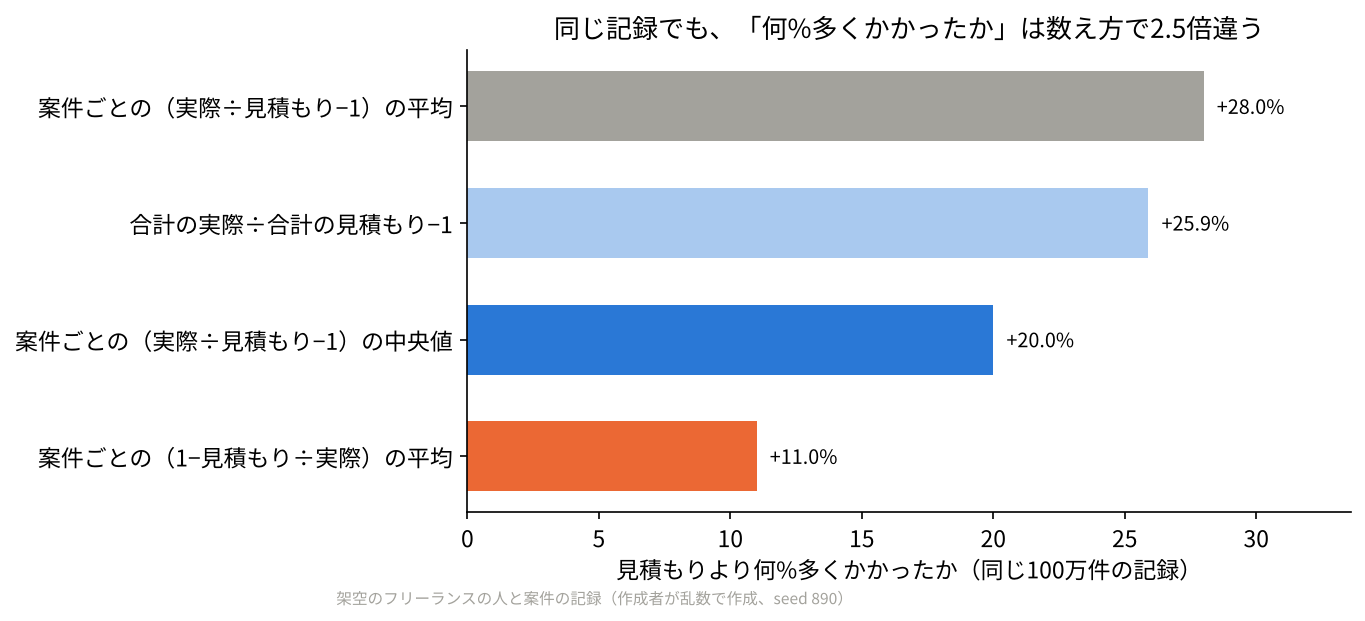 同じ記録でも、「何%多くかかったか」は数え方で2.5倍違う
案件ごとの（実際÷見積もり−1）の平均
+28.0%
合計の実際÷合計の見積もり−1
+25.9%
案件ごとの（実際÷見積もり−1）の中央値
+20.0%
案件ごとの（1−見積もり÷実際）の平均
+11.0%
0 5 10 15 20 25 30
見積もりより何%多くかかったか（同じ100万件の記録）
架空のフリーランスの人と案件の記録（作成者が乱数で作成、seed 890）